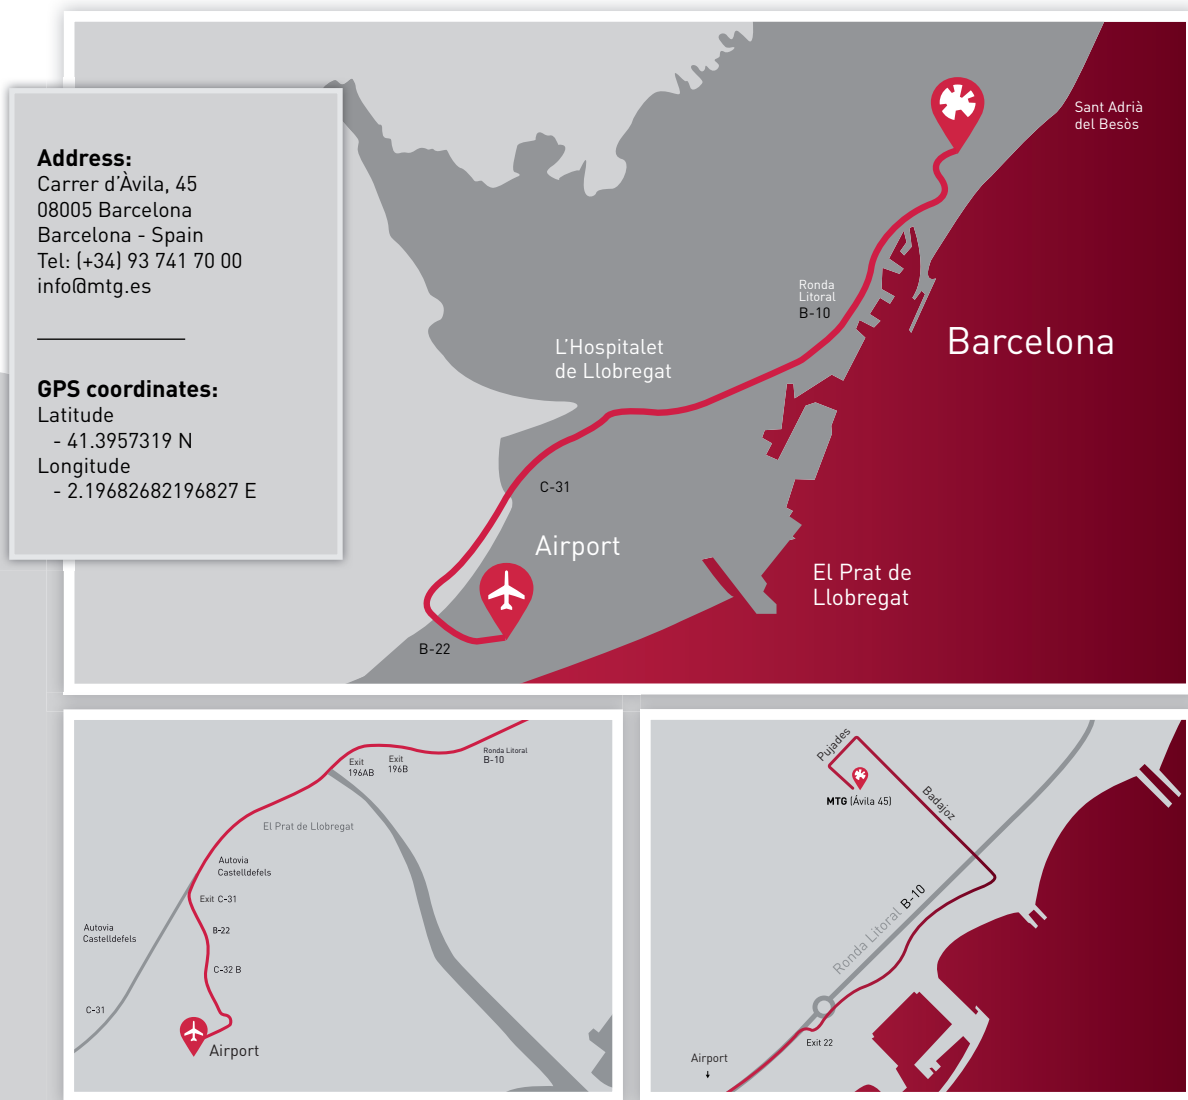 Address:
Carrer d'Àvila, 45
08005 Barcelona
Barcelona - Spain
Tel: (+34) 93 741 70 00
info@mtg.es
GPS coordinates:
Latitude
- 41.3957319 N
Longitude
- 2.19682682196827 E
Sant Adrià
del Besòs
Ronda
Litoral
B-10
Barcelona
L'Hospitalet
de Llobregat
C-31
Airport
El Prat de
Llobregat
B-22
Ronda Litoral
B-10
Exit
196AB
Exit
196B
El Prat de Llobregat
Autovia
Castelldefels
Exit C-31
Autovia
Castelldefels
B-22
C-32 B
C-31
Airport
Pujades
MTG (Ávila 45)
Badajoz
Ronda Litoral B-10
Exit 22
Airport